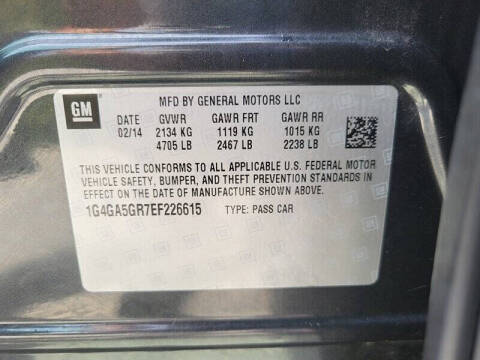 GM
MFD BY GENERAL MOTORS LLC
DATE GVWR GAWR FRT GAWR RR
02/14 2134 KG 1119 KG 1015 KG
4705 LB 2467 LB 2238 LB
THIS VEHICLE CONFORMS TO ALL APPLICABLE U.S. FEDERAL MOTOR
VEHICLE SAFETY, BUMPER, AND THEFT PREVENTION STANDARDS IN
EFFECT ON THE DATE OF MANUFACTURE SHOWN ABOVE.
1G4GA5GR7EF226615 TYPE: PASS CAR